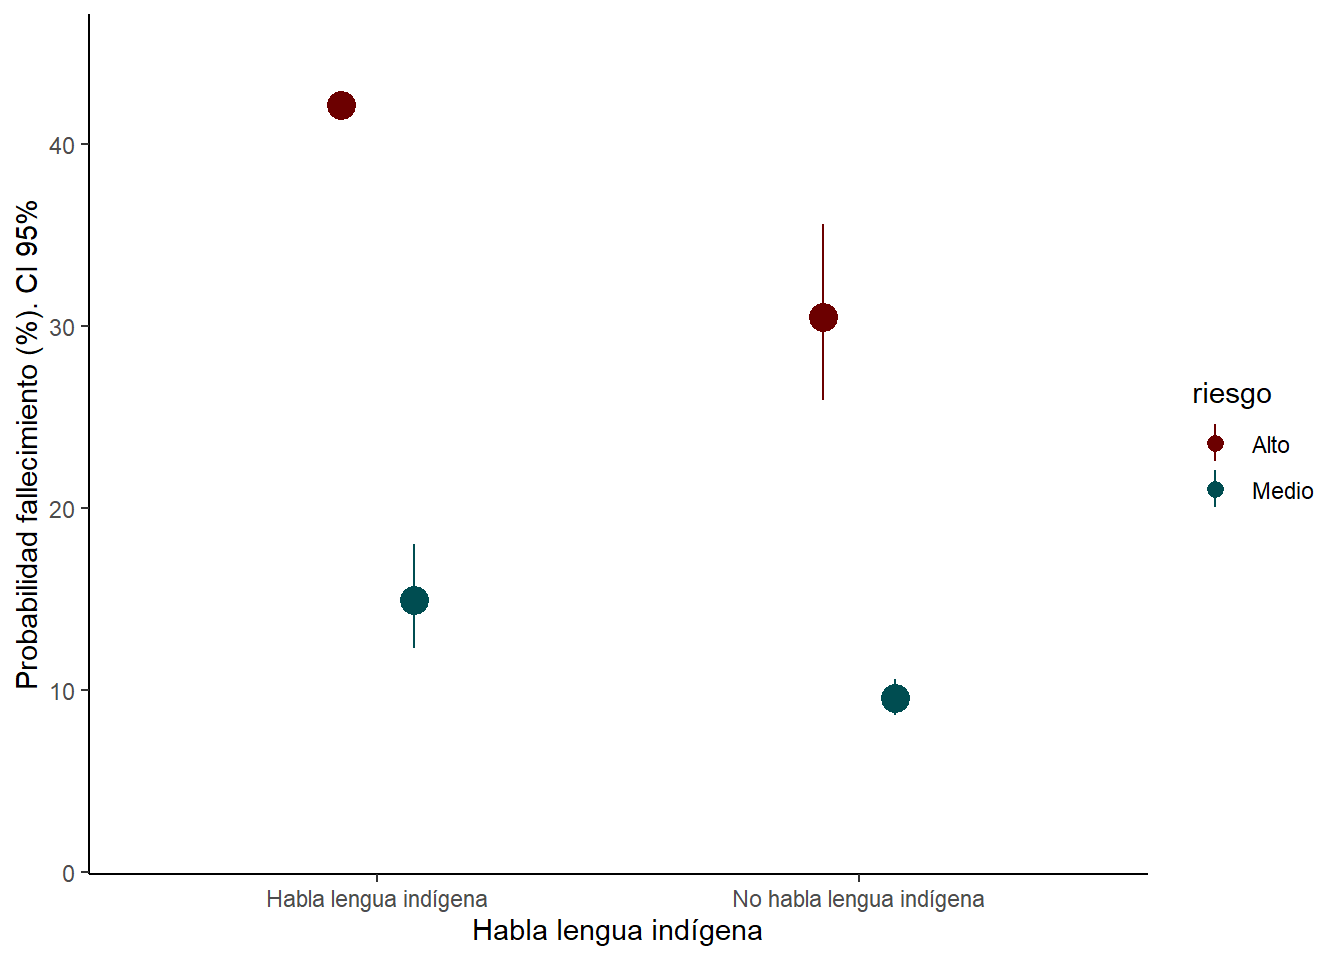 Probabilidad fallecimiento (%). CI 95%
40
30
20
10
0
Habla lengua indígena
No habla lengua indígena
Habla lengua indígena
riesgo
Alto
Medio